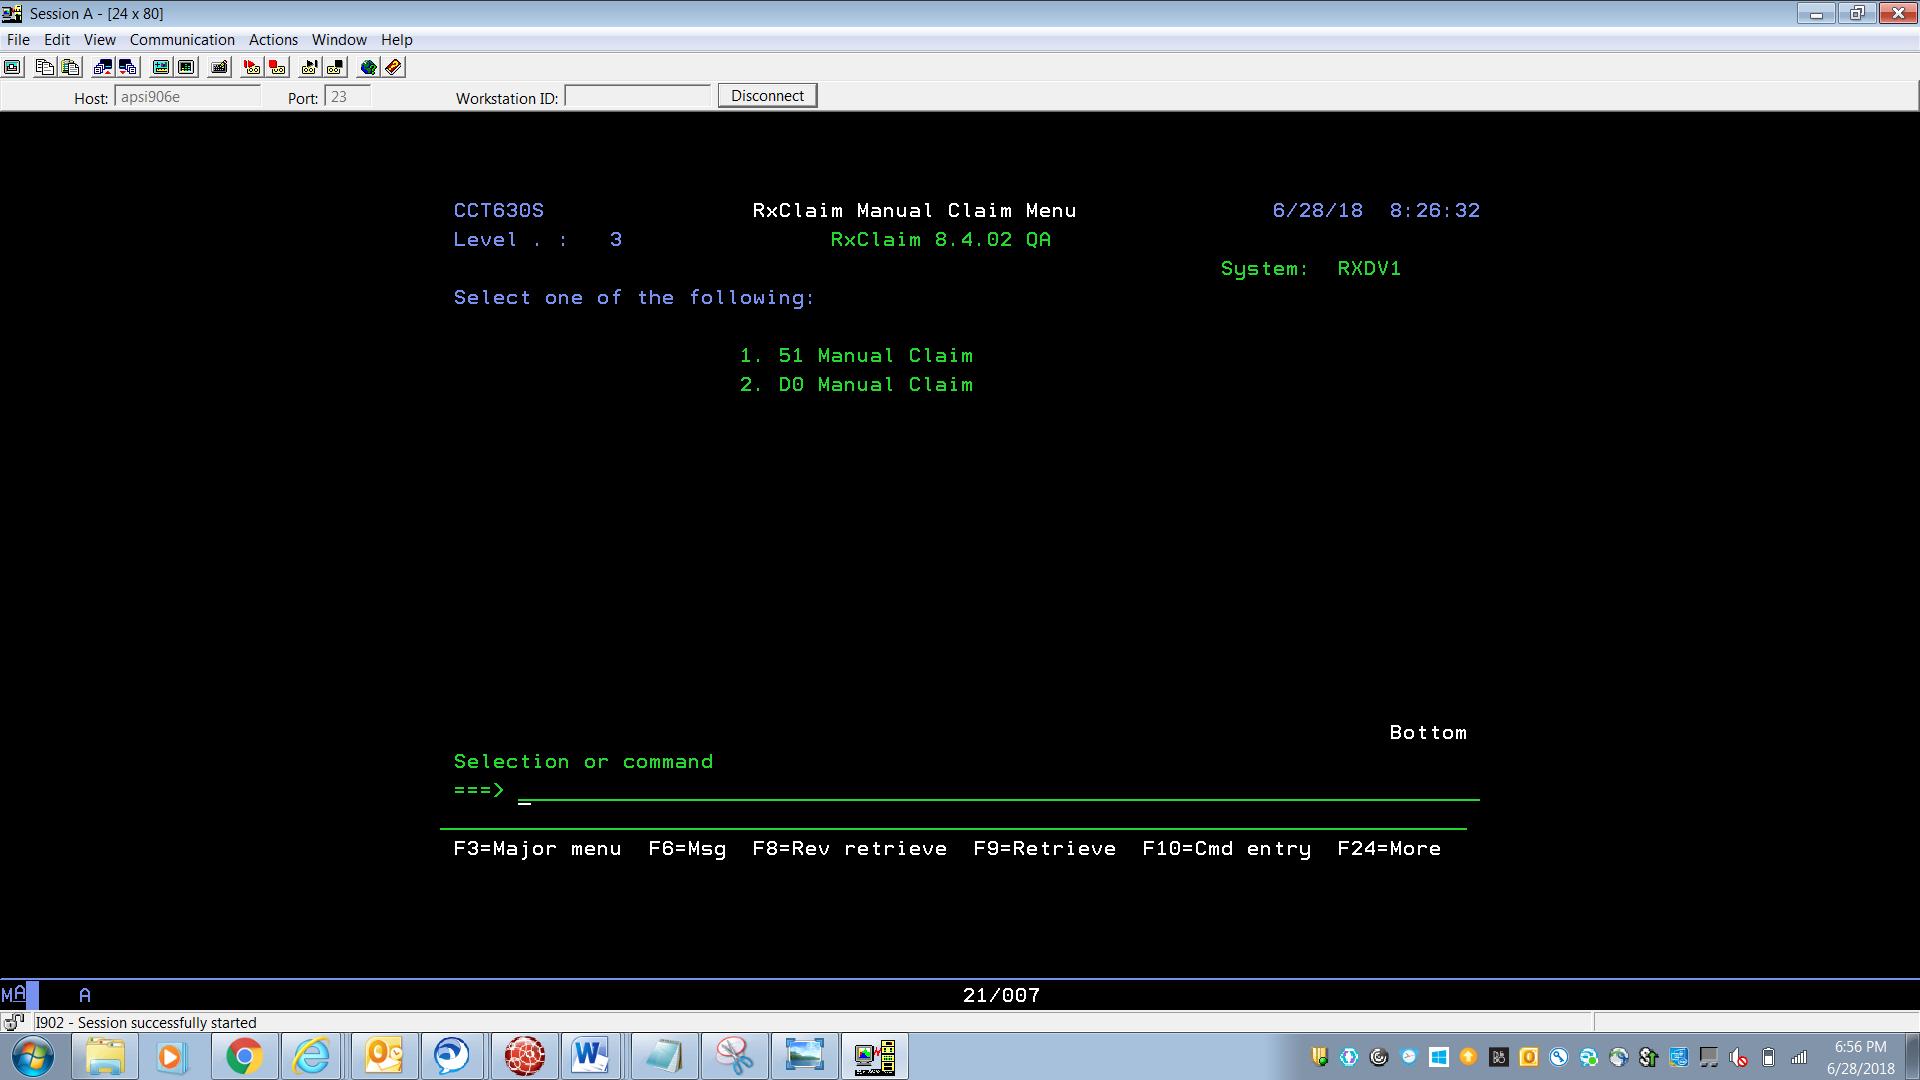 Session A - [24 x 80]
File Edit View Communication Actions Window Help
Host: apsi906e Port: 23 Workstation ID: Disconnect
CCT630S RxClaim Manual Claim Menu 6/28/18 8:26:32
Level . : 3 RxClaim 8.4.02 QA
System: RXDV1
Select one of the following:
1. 51 Manual Claim
2. D0 Manual Claim
Bottom
Selection or command
===> _
F3=Major menu F6=Msg F8=Rev retrieve F9=Retrieve F10=Cmd entry F24=More
MA A 21/007
I902 - Session successfully started
6:56 PM
6/28/2018